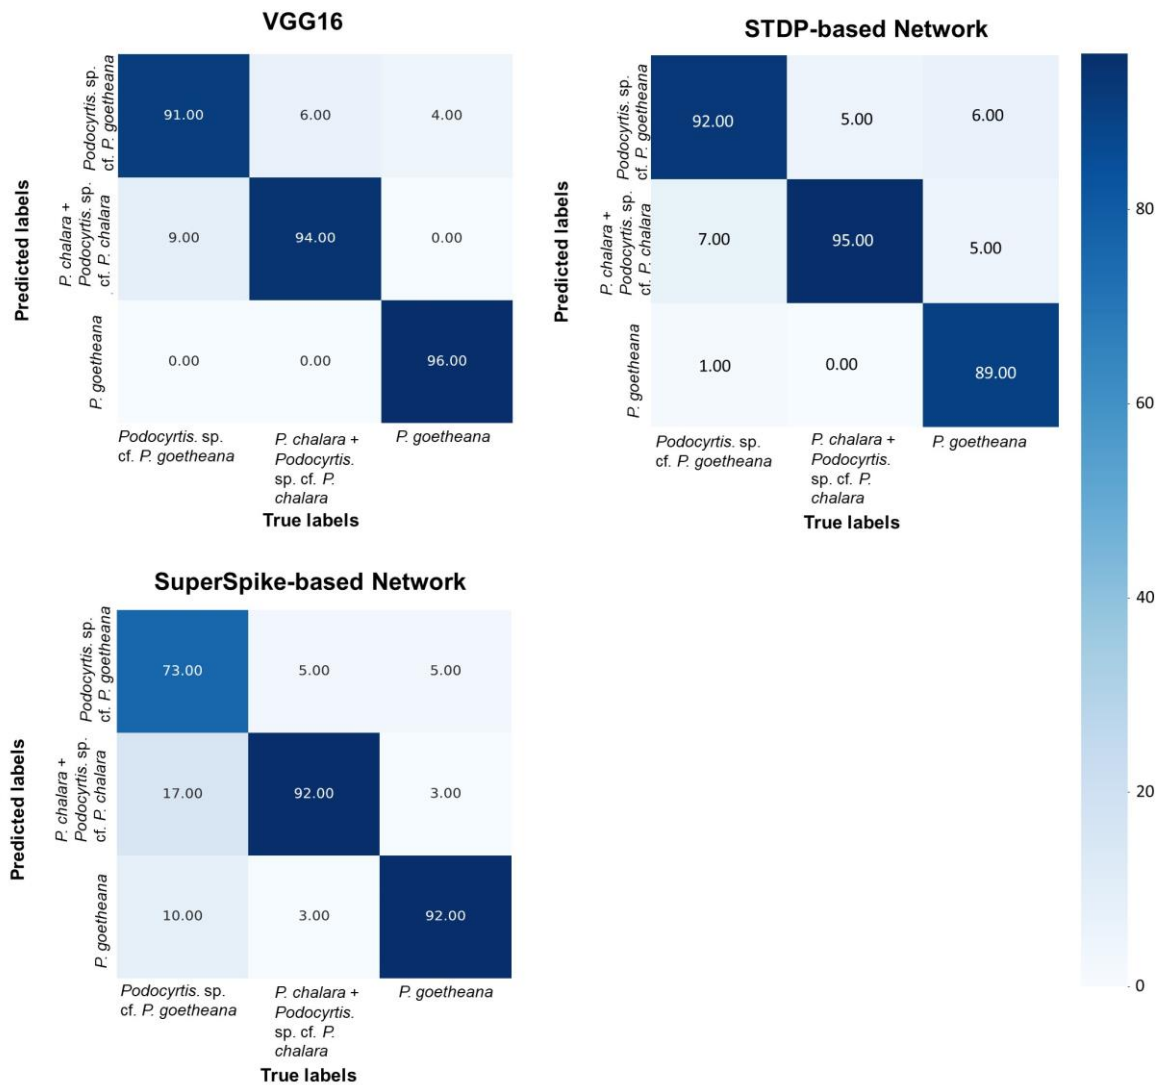 VGG16
Predicted labels
Podocyrtis. sp.
cf. P. goetheana
P. chalara +
Podocyrtis. sp.
cf. P. chalara
P. goetheana
91.00 6.00 4.00
9.00 94.00 0.00
0.00 0.00 96.00
Podocyrtis. sp.
cf. P. goetheana
P. chalara +
Podocyrtis.
sp. cf. P.
chalara
P. goetheana
True labels
STDP-based Network
Predicted labels
Podocyrtis. sp.
cf. P. goetheana
P. chalara +
Podocyrtis. sp.
cf. P. chalara
P. goetheana
92.00 5.00 6.00
7.00 95.00 5.00
1.00 0.00 89.00
Podocyrtis. sp.
cf. P. goetheana
P. chalara +
Podocyrtis.
sp. cf. P.
chalara
P. goetheana
True labels
80
60
40
20
0
SuperSpike-based Network
Predicted labels
Podocyrtis. sp.
cf. P. goetheana
P. chalara +
Podocyrtis. sp.
cf. P. chalara
P. goetheana
73.00 5.00 5.00
17.00 92.00 3.00
10.00 3.00 92.00
Podocyrtis. sp.
cf. P. goetheana
P. chalara +
Podocyrtis.
sp. cf. P.
chalara
P. goetheana
True labels